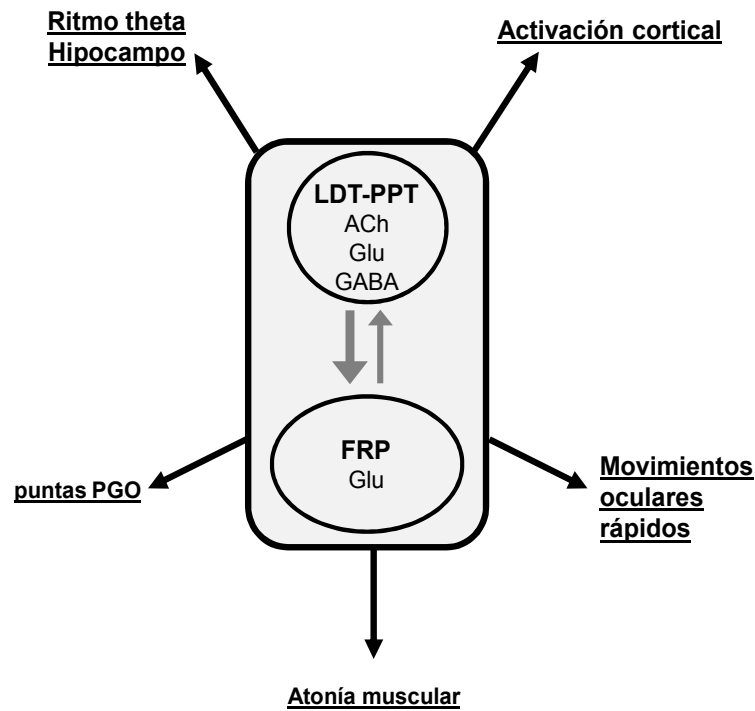 Ritmo theta
Hipocampo
Activación cortical
LDT-PPT
ACh
Glu
GABA
FRP
Glu
puntas PGO
Movimientos
oculares
rápidos
Atonía muscular